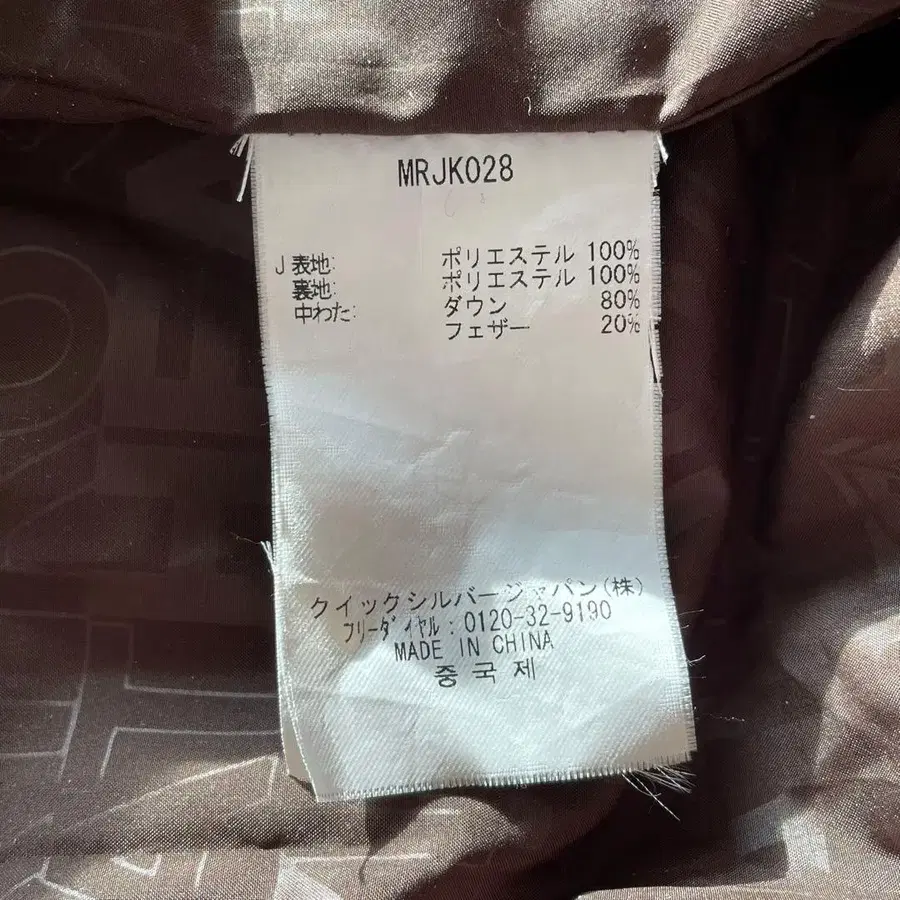 MRJK028
J 表地: ポリエステル 100%
裏地: ポリエステル 100%
中わた: ダウン 80%
フェザー 20%
クイックシルバージャパン(株)
フリーダイヤル: 0120-32-9190
MADE IN CHINA
중국제